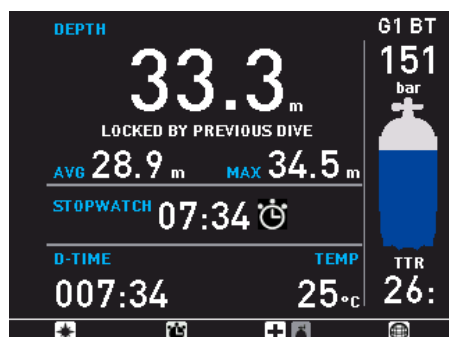 DEPTH
G1 BT
151
bar
33.3 m
LOCKED BY PREVIOUS DIVE
AVG 28.9 m MAX 34.5 m
STOPWATCH 07:34
D-TIME
TEMP
TTR
007:34
25°C
26: